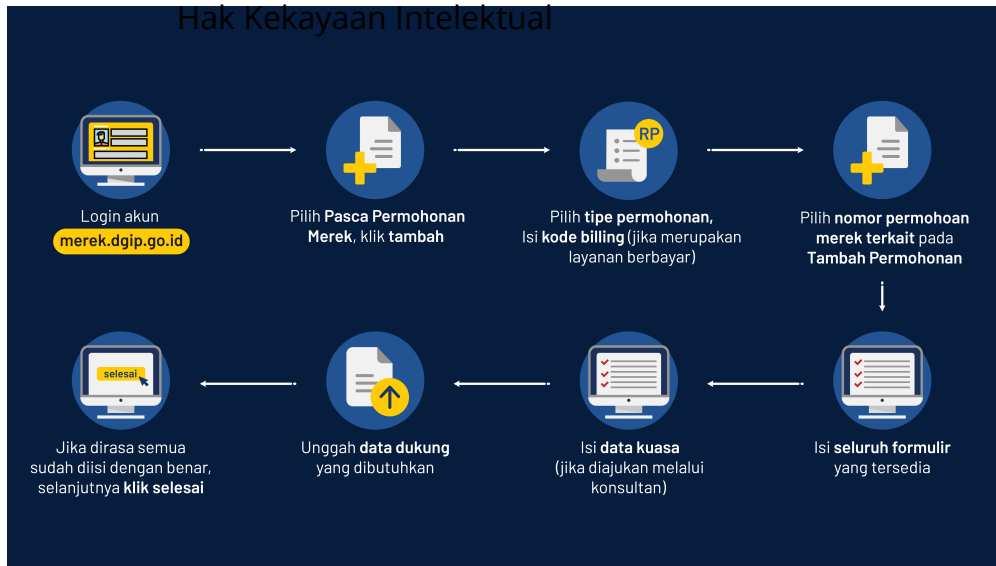 Hak Kekayaan Intelektual
RP
Login akun
merek.dgip.go.id
Pilih Pasca Permohonan
Merek, klik tambah
Pilih tipe permohonan,
Isi kode billing (jika merupakan
layanan berbayar)
Pilih nomor permohoan
merek terkait pada
Tambah Permohonan
Isi seluruh formulir
yang tersedia
Isi data kuasa
(jika diajukan melalui
konsultan)
Unggah data dukung
yang dibutuhkan
selesai
Jika dirasa semua
sudah diisi dengan benar,
selanjutnya klik selesai